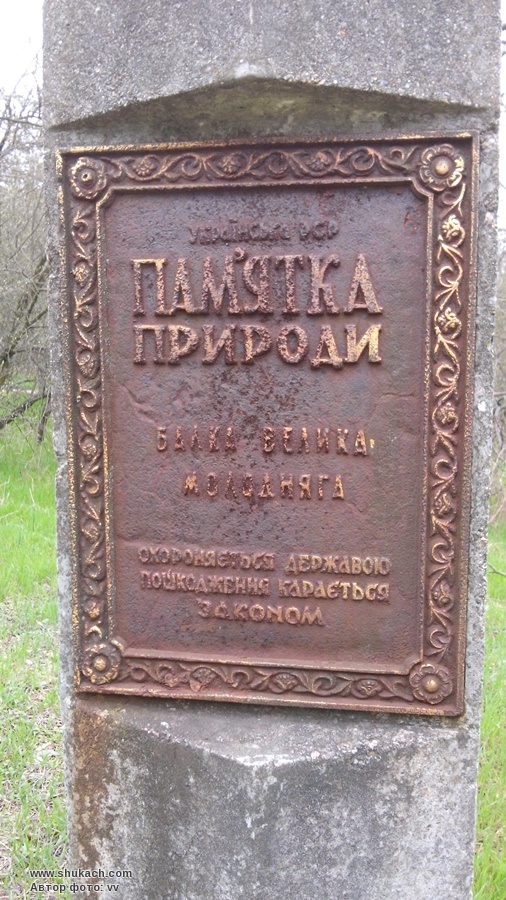 УКРАЇНСЬКА РСР
ПАМ'ЯТКА
ПРИРОДИ
БАЛКА ВЕЛИКА
МОЛОДНЯГА
ОХОРОНЯЄТЬСЯ ДЕРЖАВОЮ
ПОШКОДЖЕННЯ КАРАЄТЬСЯ
ЗАКОНОМ
www.shukach.com
Автор фото: vv